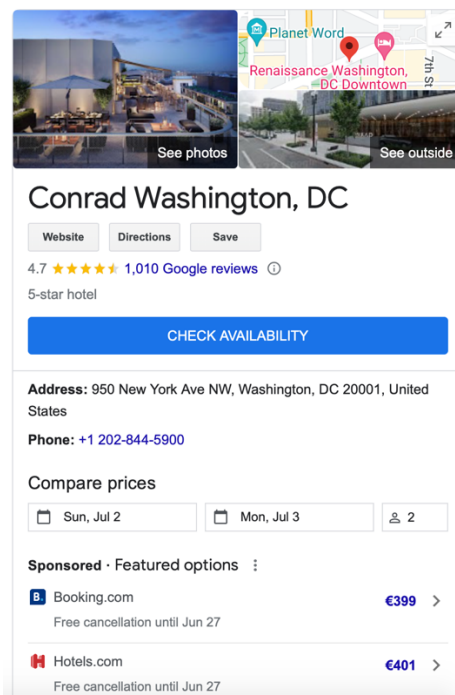 Planet Word
Renaissance Washington,
DC Downtown
7th St
See photos
See outside
Conrad Washington, DC
Website
Directions
Save
4.7
1,010 Google reviews
5-star hotel
CHECK AVAILABILITY
Address: 950 New York Ave NW, Washington, DC 20001, United
States
Phone: +1 202-844-5900
Compare prices
Sun, Jul 2
Mon, Jul 3
2
Sponsored · Featured options
B.
Booking.com
€399
Free cancellation until Jun 27
H
Hotels.com
€401
Free cancellation until Jun 27